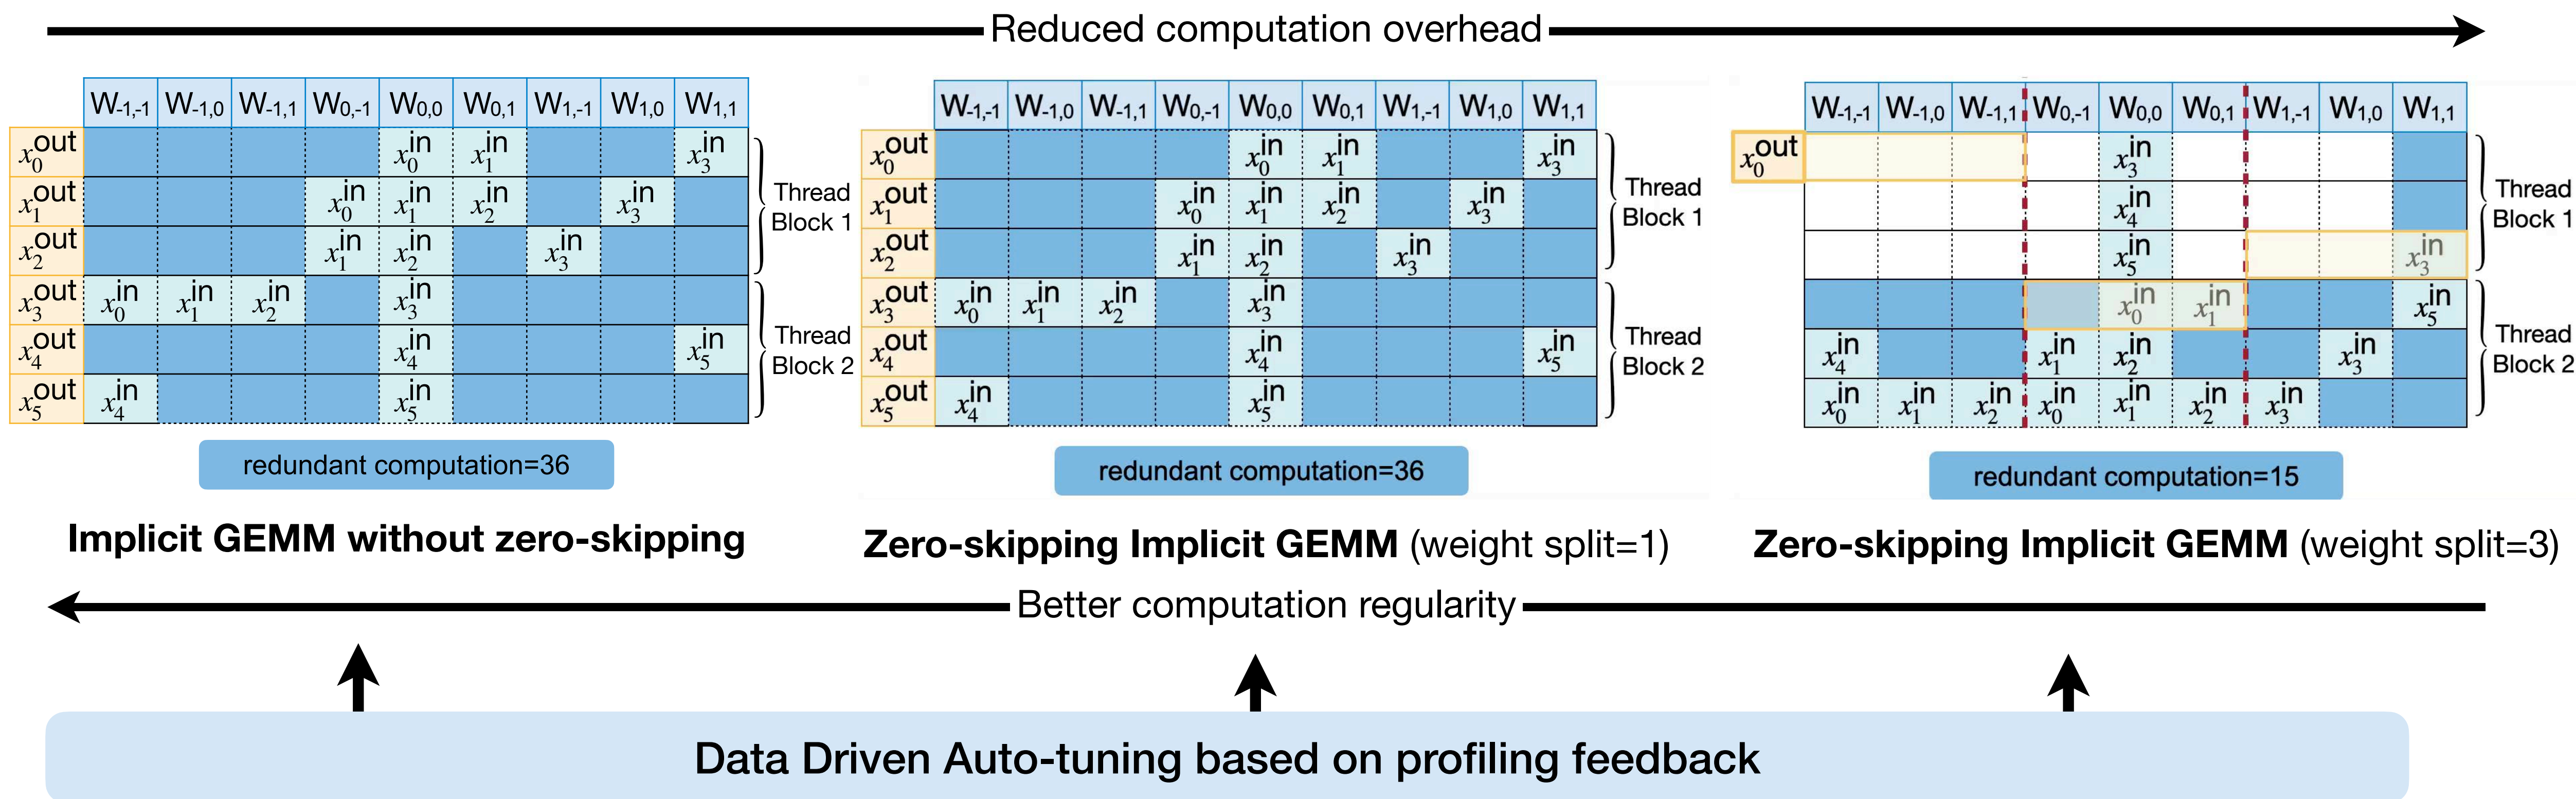 Reduced computation overhead
W-1,-1 W-1,0 W-1,1 W0,-1 W0,0 W0,1 W1,-1 W1,0 W1,1
x0out x0in x1in x3in
x1out x0in x1in x2in x3in
x2out x1in x2in x3in
x3out x0in x1in x2in x3in
x4out x4in x5in
x5out x4in x5in
Thread
Block 1
Thread
Block 2
redundant computation=36
Implicit GEMM without zero-skipping
W-1,-1 W-1,0 W-1,1 W0,-1 W0,0 W0,1 W1,-1 W1,0 W1,1
x0out x0in x1in x3in
x1out x0in x1in x2in x3in
x2out x1in x2in x3in
x3out x0in x1in x2in x3in
x4out x4in x5in
x5out x4in x5in
Thread
Block 1
Thread
Block 2
redundant computation=36
Zero-skipping Implicit GEMM (weight split=1)
W-1,-1 W-1,0 W-1,1 W0,-1 W0,0 W0,1 W1,-1 W1,0 W1,1
x0out x3in
x4in
x5in x3in
x0in x1in x5in
x4in x1in x2in x3in
x0in x1in x2in x0in x1in x2in x3in
Thread
Block 1
Thread
Block 2
redundant computation=15
Zero-skipping Implicit GEMM (weight split=3)
Better computation regularity
Data Driven Auto-tuning based on profiling feedback